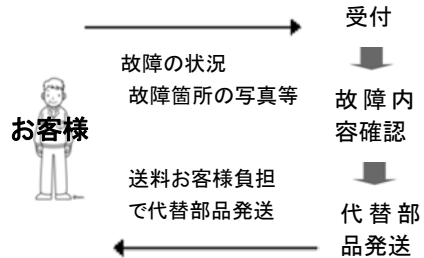 受付
故障の状況
故障箇所の写真等
お客様
故障内
容確認
送料お客様負担
で代替部品発送
代替部
品発送